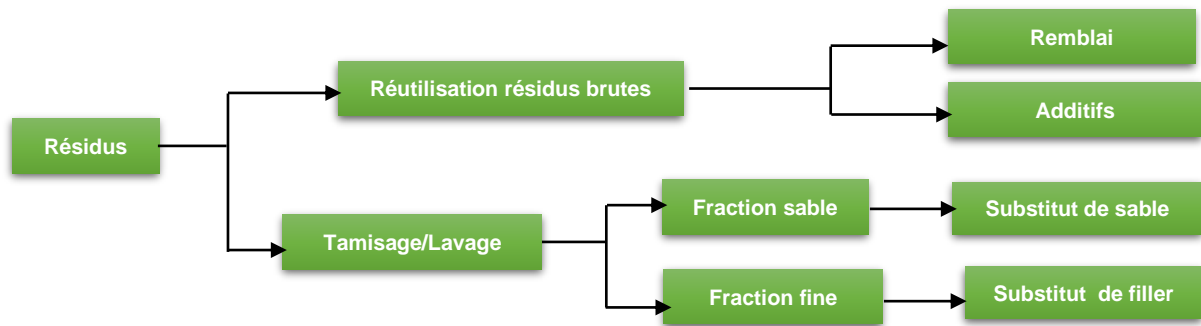 Résidus
Réutilisation résidus brutes
Remblai
Additifs
Tamisage/Lavage
Fraction sable
Substitut de sable
Fraction fine
Substitut de filler